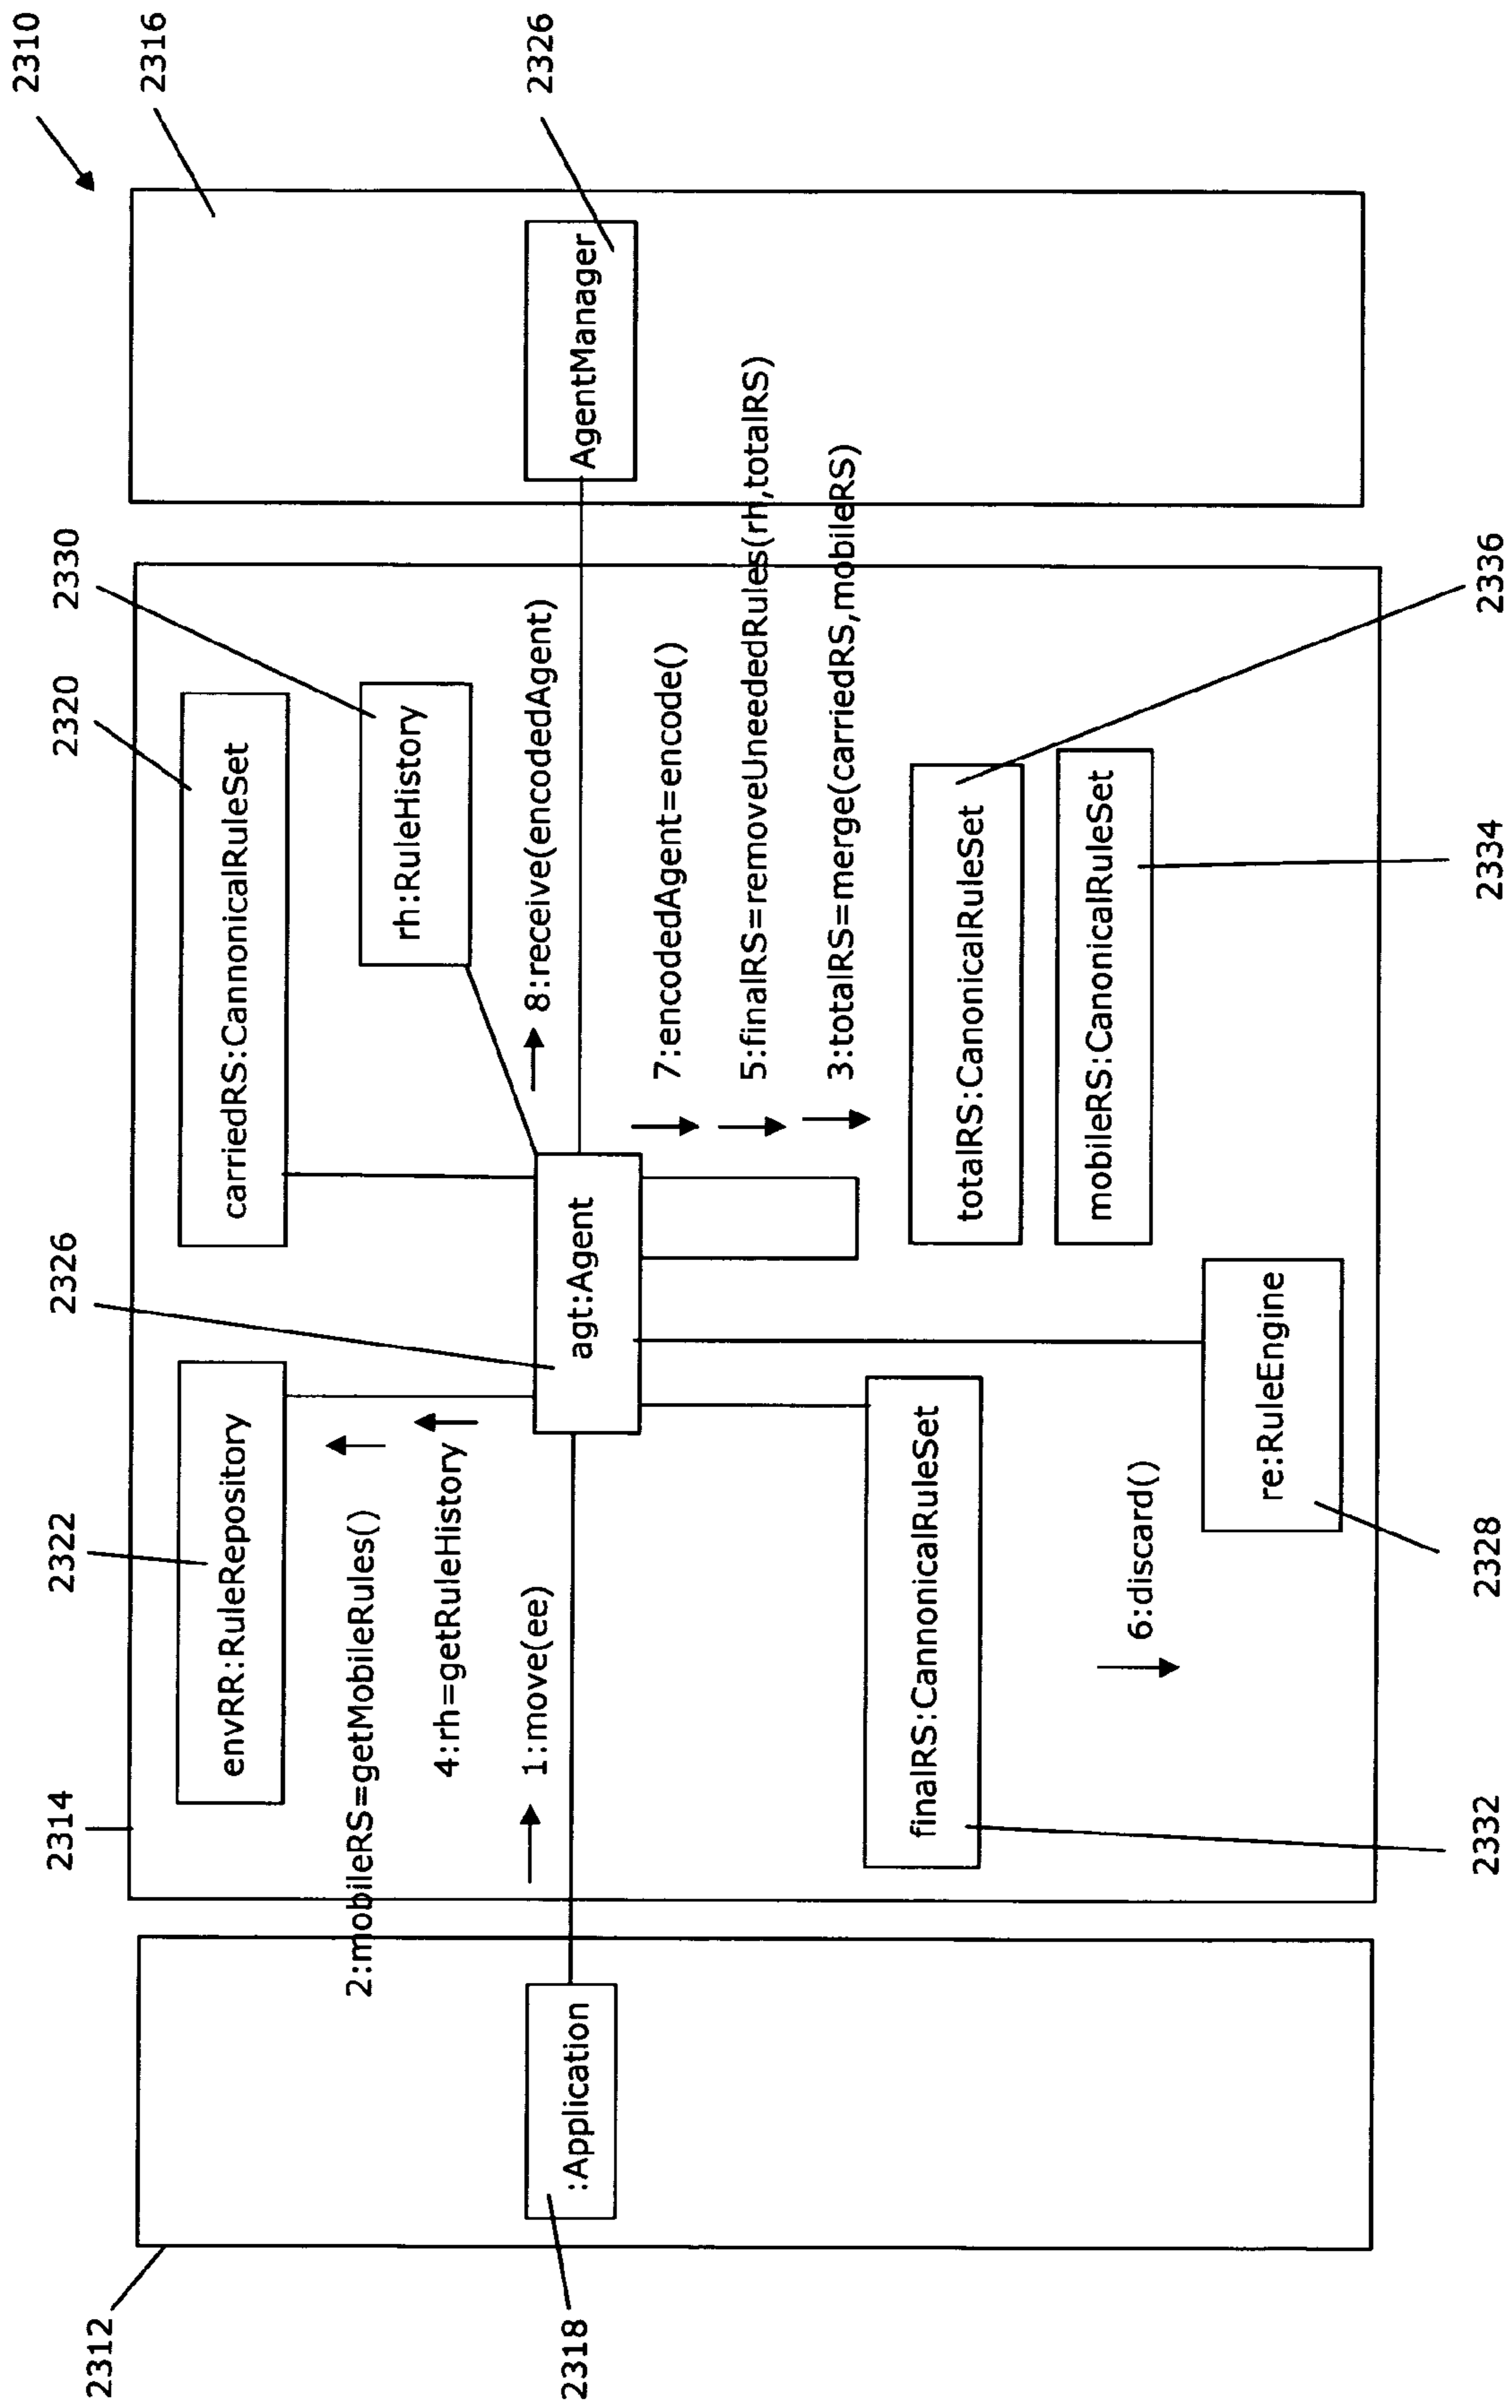 2310
2316
2326
2330
2320
2326
2322
2314
2312
2318
carriedRS:CannonicalRuleSet
rh:RuleHistory
envRR:RuleRepository
2:mobileRS=getMobileRules()
4:rh=getRuleHistory
1:move(ee)
:Application
agt:Agent
8:receive(encodedAgent)
AgentManager
7:encodedAgent=encode()
5:finalRS=removeUneededRules(rh,totalRS)
3:totalRS=merge(carriedRS,mobileRS)
totalRS:CanonicalRuleSet
mobileRS:CanonicalRuleSet
finalRS:CannonicalRuleSet
6:discard()
re:RuleEngine
2332
2328
2334
2336